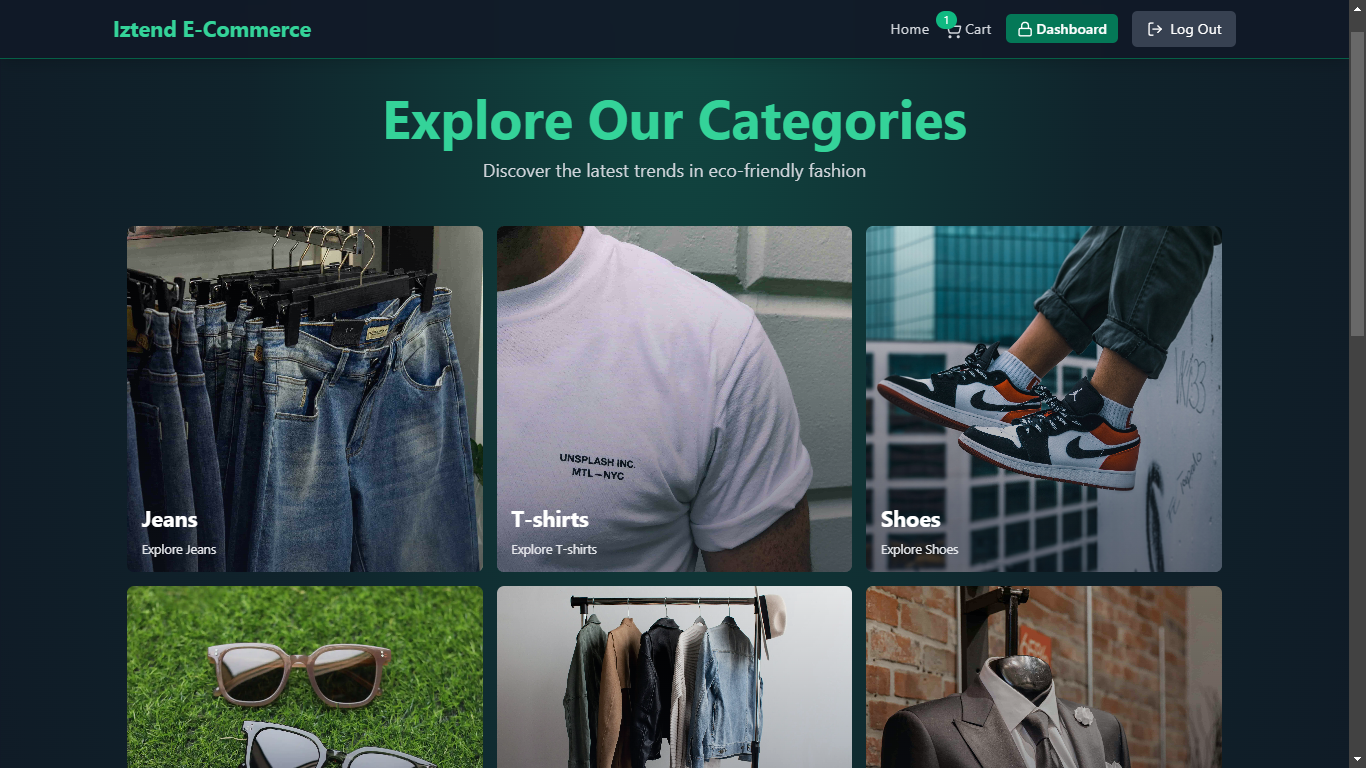 Iztend E-Commerce
Home
1
Cart
Dashboard
Log Out
Explore Our Categories
Discover the latest trends in eco-friendly fashion
UNSPLASH INC.
MTL—NYC
Jeans
Explore Jeans
T-shirts
Explore T-shirts
Shoes
Explore Shoes